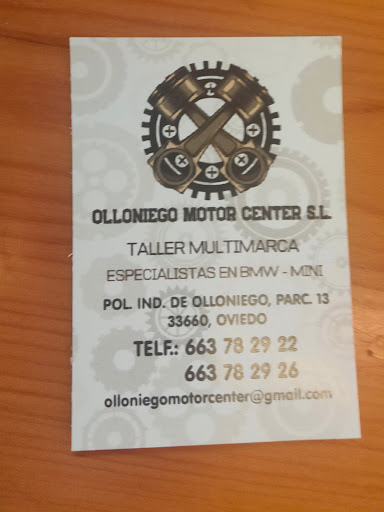 OLLONIEGO MOTOR CENTER S.L.
TALLER MULTIMARCA
ESPECIALISTAS EN BMW - MINI
POL. IND. DE OLLONIEGO, PARC. 13
33660, OVIEDO
TELF.: 663 78 29 22
663 78 29 26
olloniegomotorcenter@gmail.com